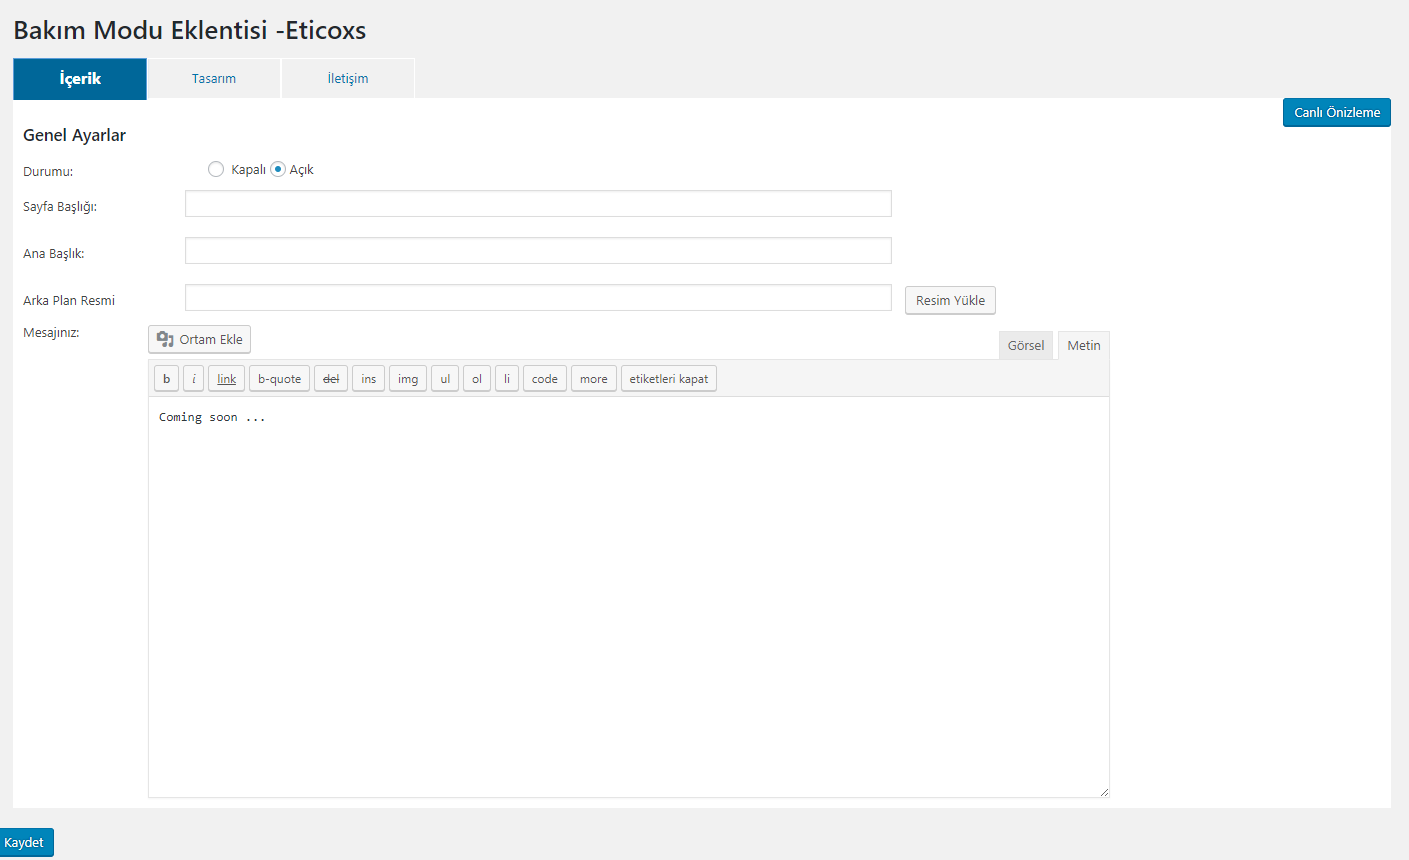 Bakım Modu Eklentisi -Eticoxs
İçerik Tasarım İletişim
Canlı Önizleme
Genel Ayarlar
Durumu: Kapalı Açık
Sayfa Başlığı:
Ana Başlık:
Arka Plan Resmi Resim Yükle
Mesajınız: Ortam Ekle Görsel Metin
b i link b-quote del ins img ul ol li code more etiketleri kapat
Coming soon ...
Kaydet